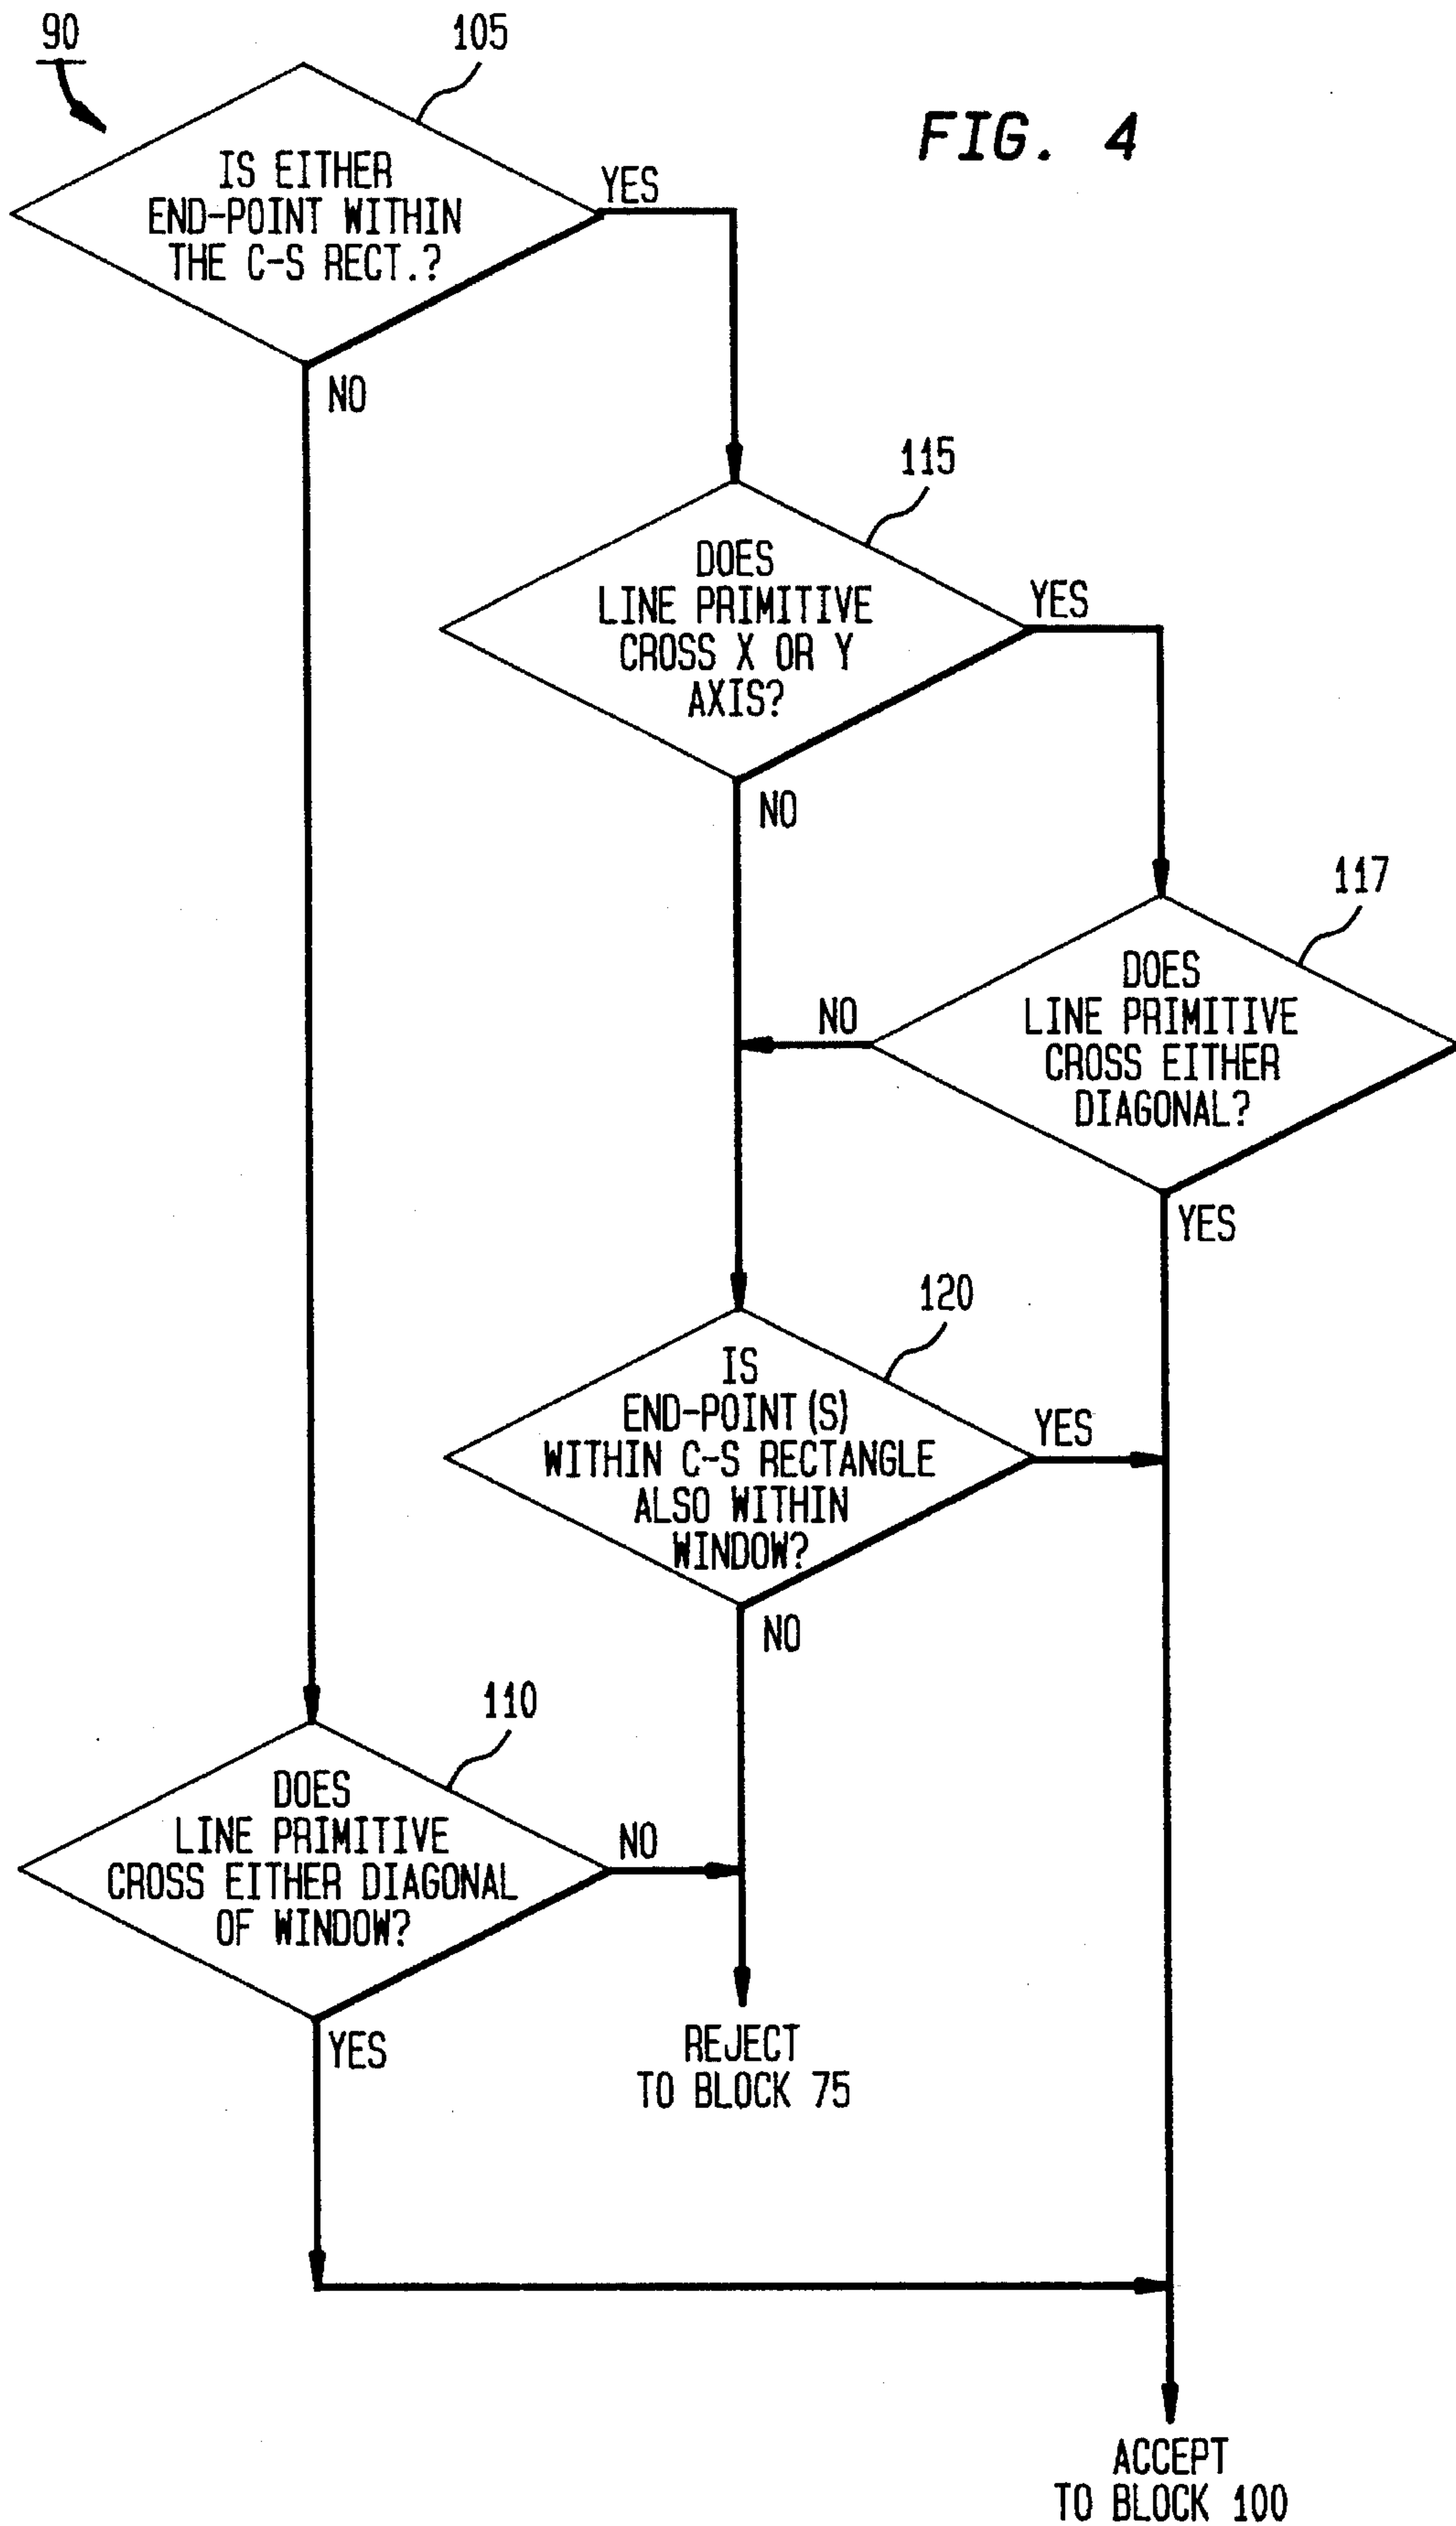 90
105
FIG. 4
IS EITHER
END-POINT WITHIN
THE C-S RECT.?
YES
NO
115
DOES
LINE PRIMITIVE
CROSS X OR Y
AXIS?
YES
NO
117
DOES
LINE PRIMITIVE
CROSS EITHER
DIAGONAL?
NO
YES
120
IS
END-POINT(S)
WITHIN C-S RECTANGLE
ALSO WITHIN
WINDOW?
YES
NO
110
DOES
LINE PRIMITIVE
CROSS EITHER DIAGONAL
OF WINDOW?
NO
YES
REJECT
TO BLOCK 75
ACCEPT
TO BLOCK 100